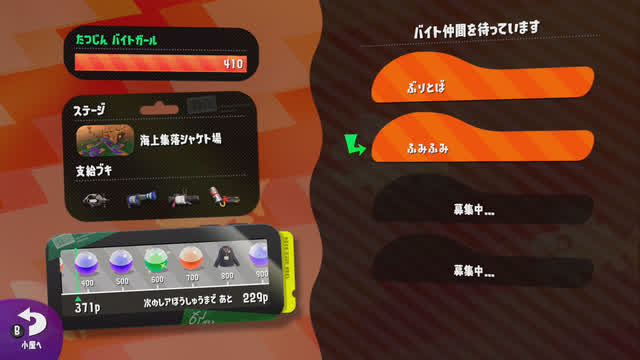 たつじん バイトガール
410
ステージ
海上集落シャケト場
支給ブキ
400
500
600
700
800
900
371p
次のレアほうしゅうまで あと 229p
B
小屋へ
バイト仲間を待っています
ぶりとば
ふみふみ
募集中...
募集中...